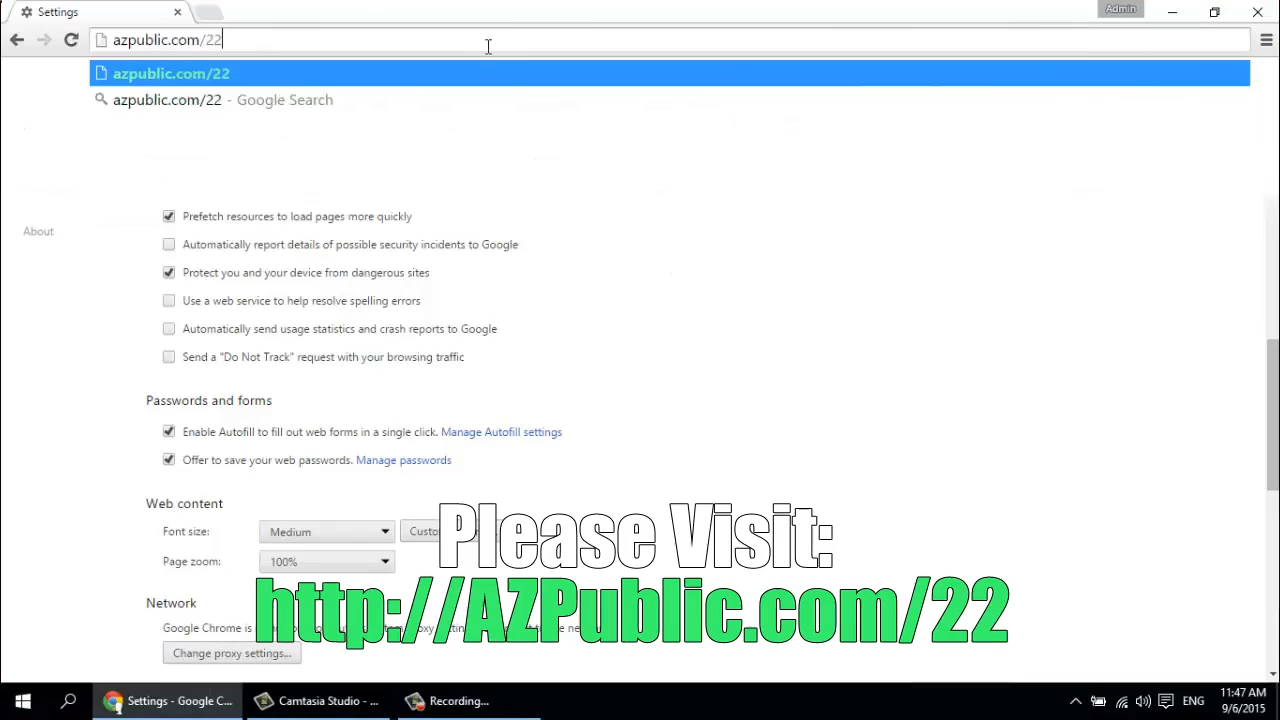 Settings
Admin
azpublic.com/22
azpublic.com/22
azpublic.com/22 - Google Search
Prefetch resources to load pages more quickly
About
Automatically report details of possible security incidents to Google
Protect you and your device from dangerous sites
Use a web service to help resolve spelling errors
Automatically send usage statistics and crash reports to Google
Send a "Do Not Track" request with your browsing traffic
Passwords and forms
Enable Autofill to fill out web forms in a single click. Manage Autofill settings
Offer to save your web passwords. Manage passwords
Web content
Font size: Medium
Page zoom: 100%
Please Visit:
http://AZPublic.com/22
Network
Google Chrome is
Change proxy settings...
Settings - Google C...
Camtasia Studio - ...
Recording...
ENG
11:47 AM
9/6/2015